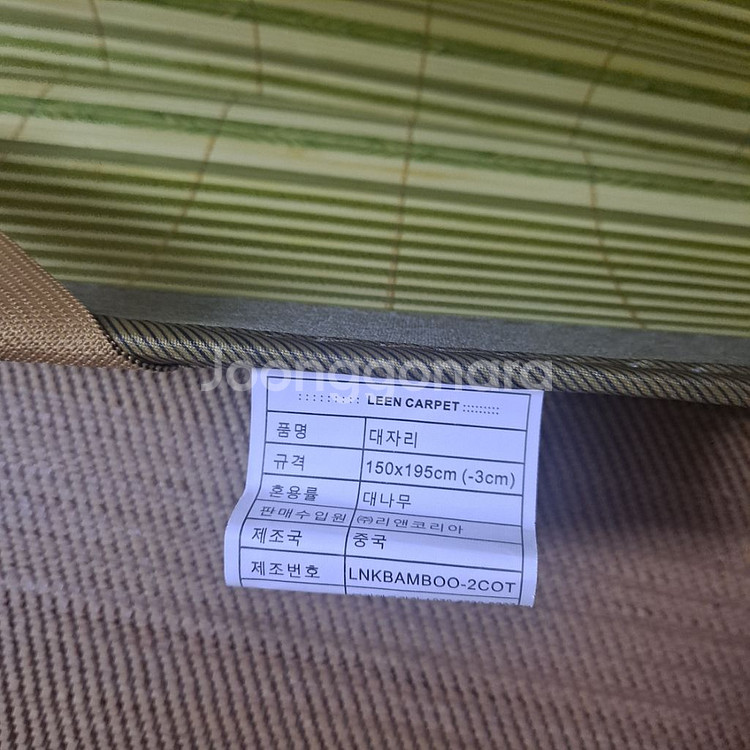 Joonggonara
LEEN CARPET
품명 대자리
규격 150x195cm (-3cm)
혼용률 대나무
판매수입원 ㈜리앤코리아
제조국 중국
제조번호 LNKBAMBOO-2COT